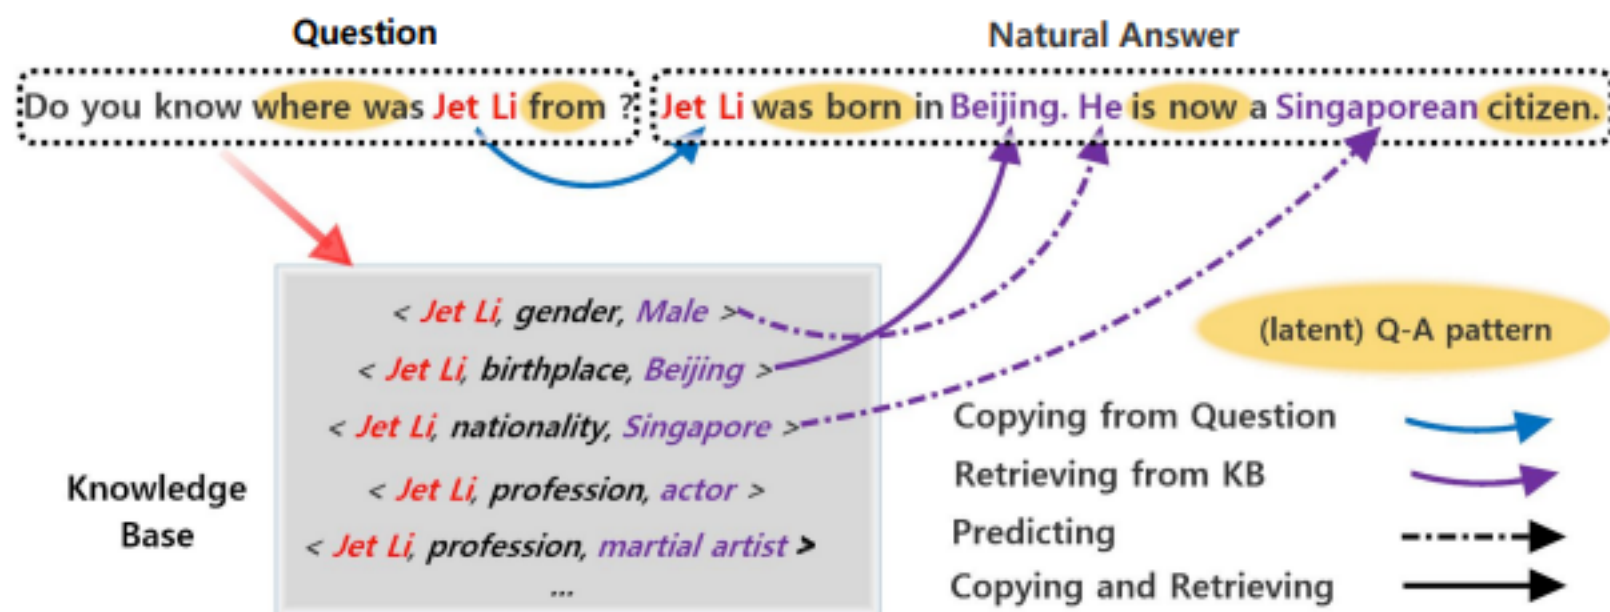 Question
Natural Answer
Do you know where was Jet Li from ?
Jet Li was born in Beijing. He is now a Singaporean citizen.
< Jet Li, gender, Male >
< Jet Li, birthplace, Beijing >
< Jet Li, nationality, Singapore >
< Jet Li, profession, actor >
< Jet Li, profession, martial artist >
...
Knowledge
Base
(latent) Q-A pattern
Copying from Question
Retrieving from KB
Predicting
Copying and Retrieving